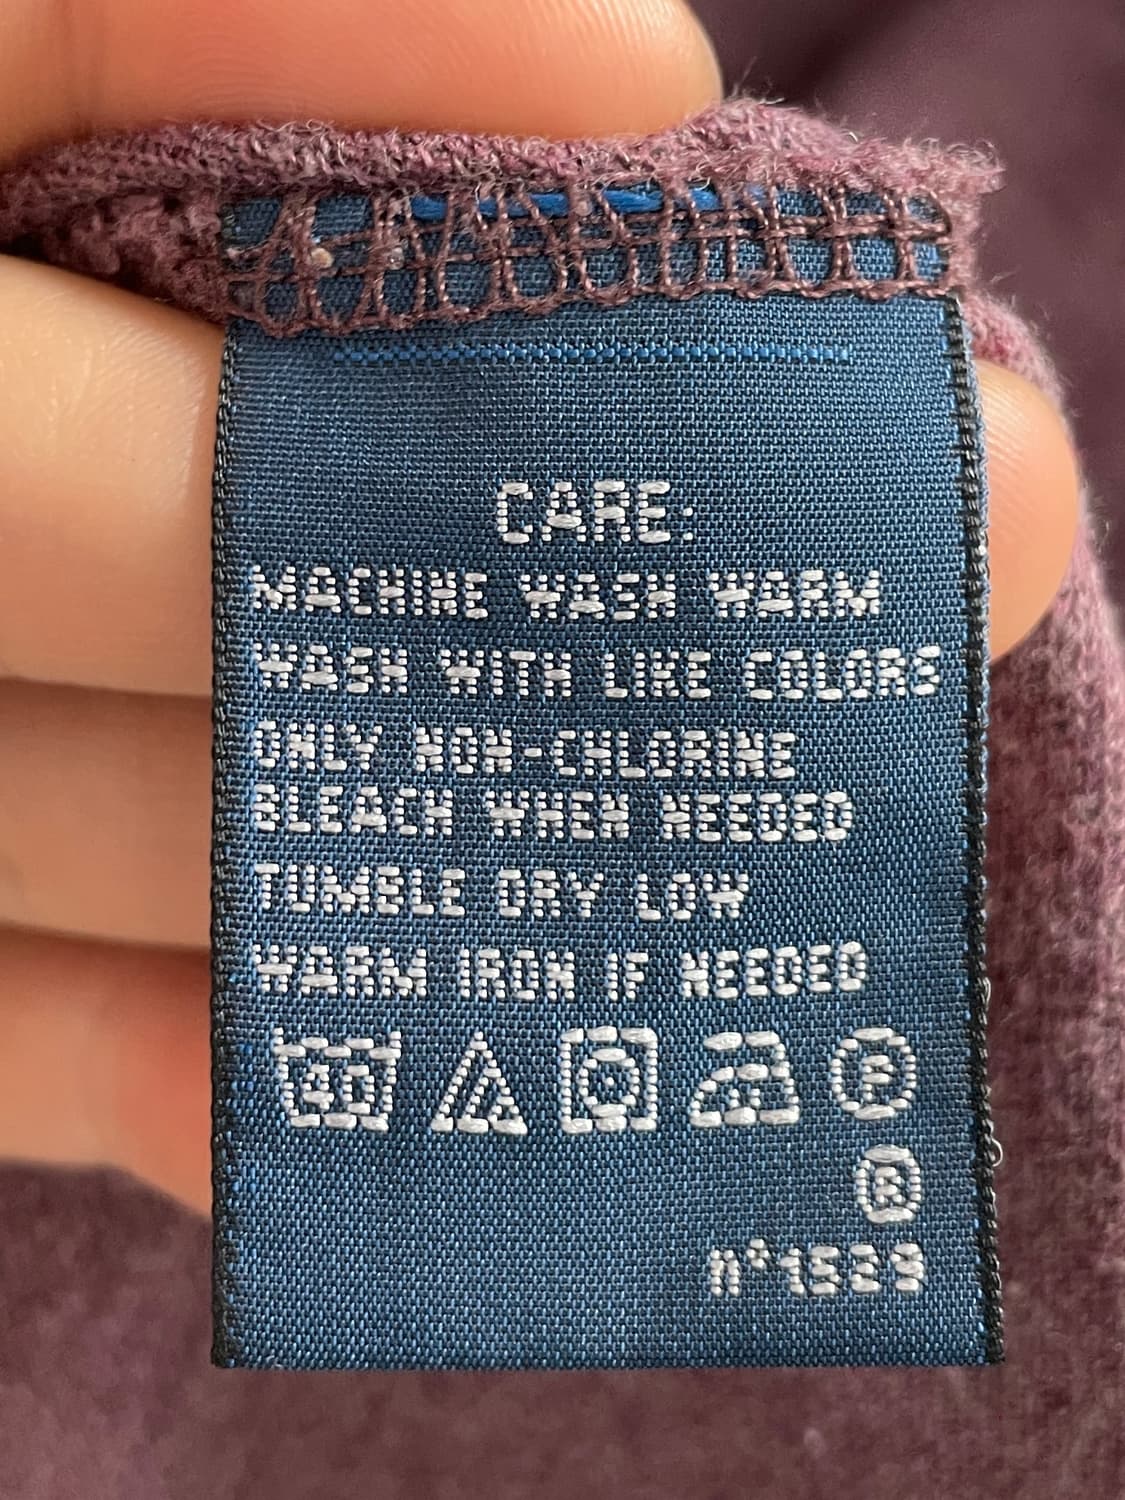 CARE:
MACHINE WASH WARM
WASH WITH LIKE COLORS
ONLY NON-CHLORINE
BLEACH WHEN NEEDED
TUMBLE DRY LOW
WARM IRON IF NEEDED
40 P
R
n°1529